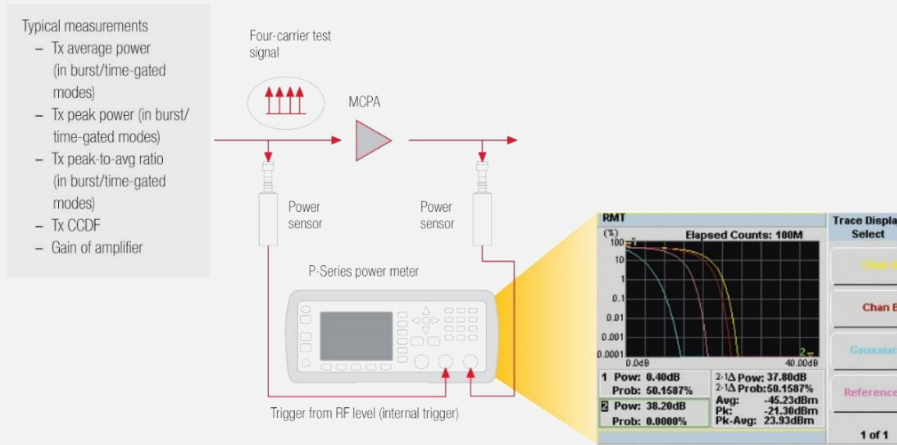 Typical measurements
– Tx average power
(in burst/time-gated
modes)
– Tx peak power (in burst/
time-gated modes)
– Tx peak-to-avg ratio
(in burst/time-gated
modes)
– Tx CCDF
– Gain of amplifier
Four-carrier test
signal
MCPA
Power
sensor
Power
sensor
P-Series power meter
Trigger from RF level (internal trigger)
RMT
(%)
Elapsed Counts: 100M
100
10
1
0.1
0.01
0.001
0.0001
0.0dB
40.00dB
1
2
1 Pow: 0.40dB
Prob: 50.1587%
2 Pow: 38.20dB
Prob: 0.0000%
2-1Δ Pow: 37.80dB
2-1Δ Prob:50.1587%
Avg: -45.23dBm
Pk: -21.30dBm
Pk-Avg: 23.93dBm
Trace Displa
Select
Chan B
Gaussian
Reference
1 of 1